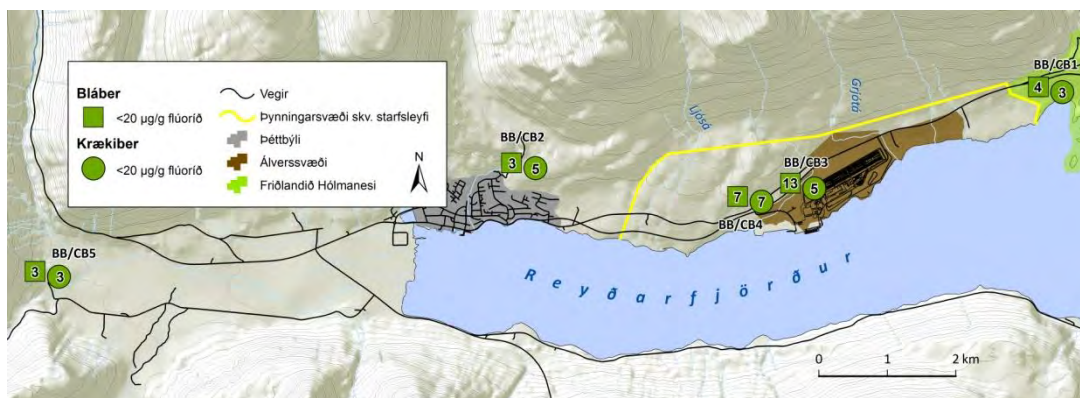 Bláber
<20 µg/g flúoríð
Krækiber
<20 µg/g flúoríð
Vegir
Þynningarsvæði skv. starfsleyfi
Þéttbýli
Álverssvæði
Friðlandið Hólmanesi
N
BB/CB1
4
3
Ljósá
Grjótá
BB/CB2
3
5
BB/CB3
13
5
7
7
BB/CB4
BB/CB5
3
3
Reyðarfjörður
0 1 2 km